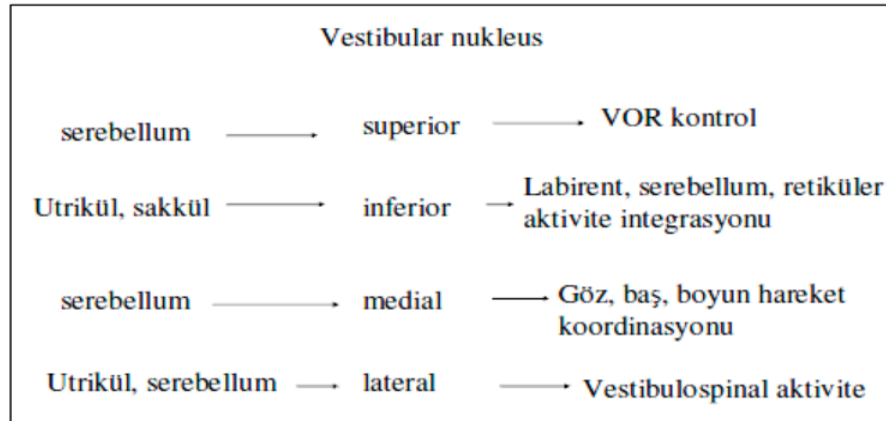 Vestibular nukleus
serebellum superior VOR kontrol
Utrikül, sakkül inferior Labirent, serebellum, retiküler
aktivite integrasyonu
serebellum medial Göz, baş, boyun hareket
koordinasyonu
Utrikül, serebellum lateral Vestibulospinal aktivite